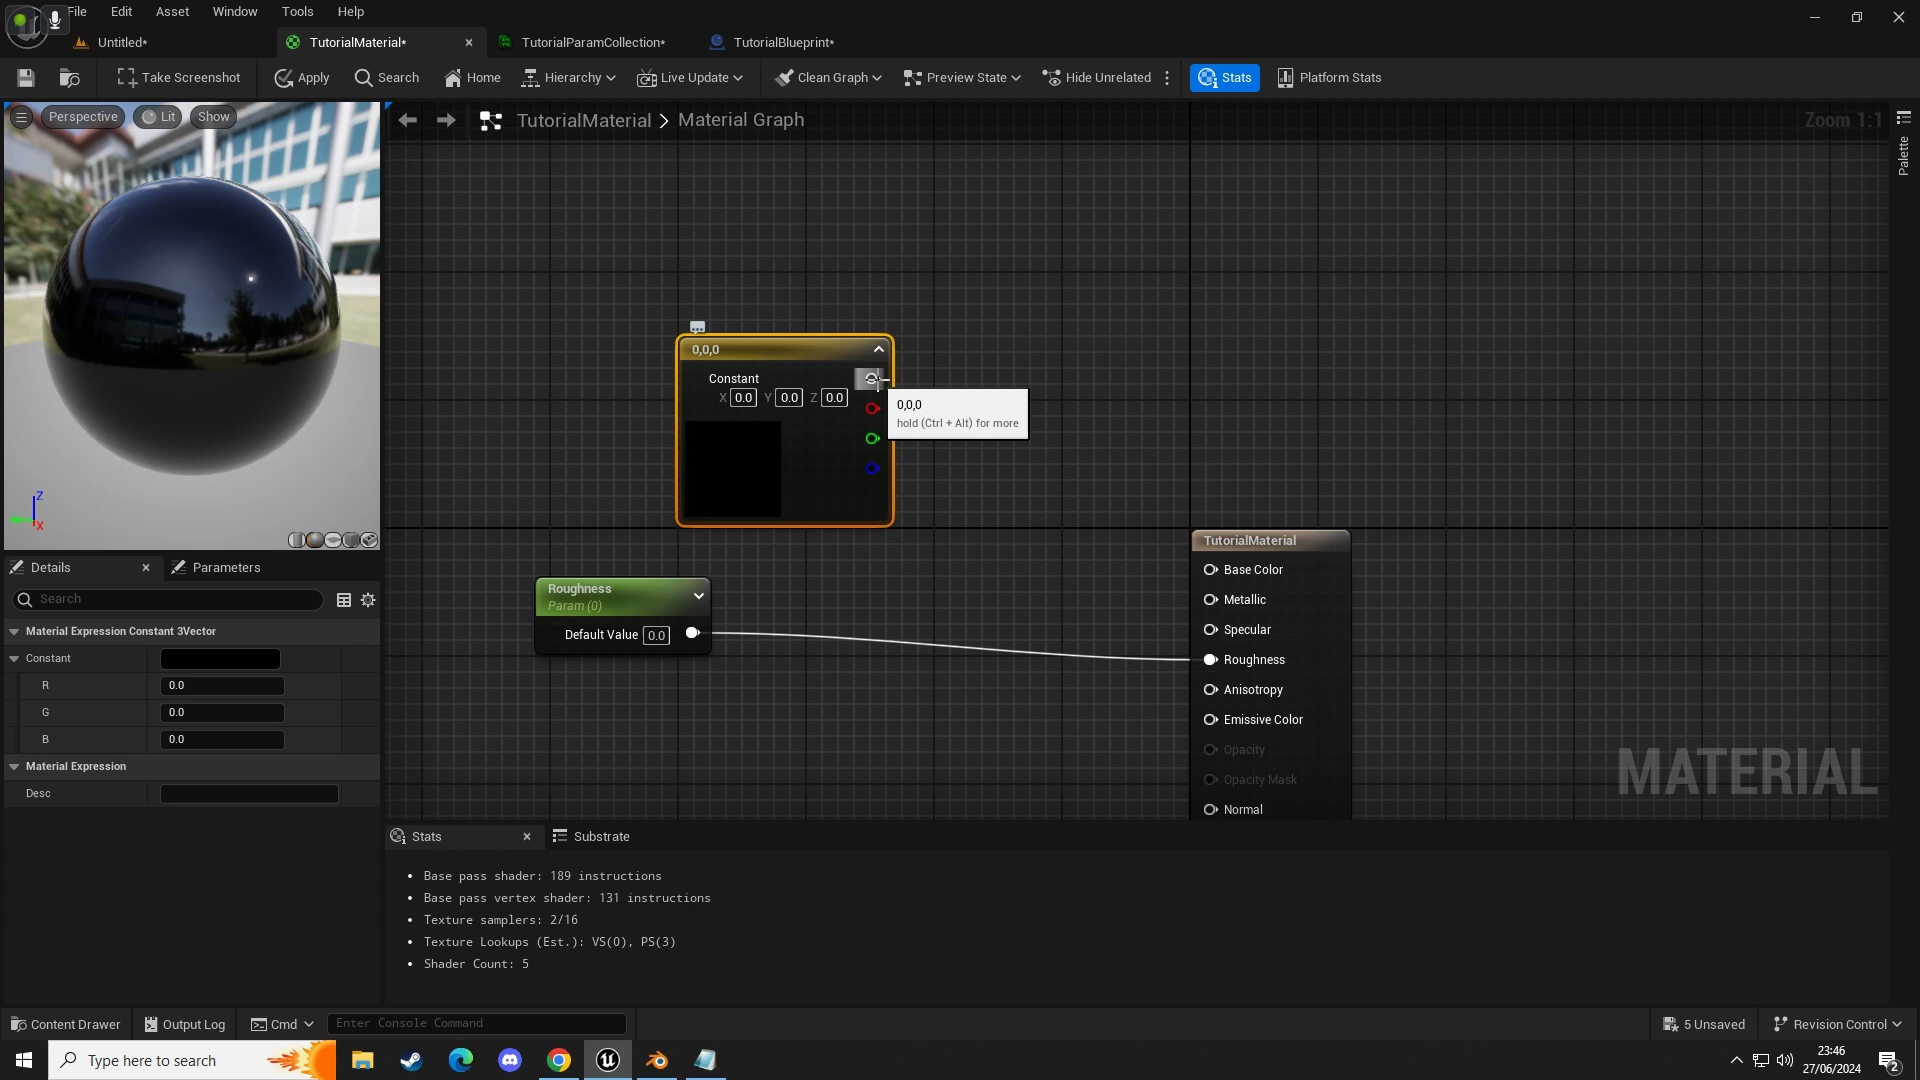 File Edit Asset Window Tools Help
Untitled* TutorialMaterial* TutorialParamCollection* TutorialBlueprint*
Take Screenshot Apply Search Home Hierarchy Live Update Clean Graph Preview State Hide Unrelated Stats Platform Stats
Perspective Lit Show
TutorialMaterial > Material Graph
Zoom 1:1
Palette
0,0,0
Constant
X 0.0 Y 0.0 Z 0.0
0,0,0
hold (Ctrl + Alt) for more
Roughness
Param (0)
Default Value 0.0
TutorialMaterial
Base Color
Metallic
Specular
Roughness
Anisotropy
Emissive Color
Opacity
Opacity Mask
Normal
MATERIAL
Z
X
Details Parameters
Search
Material Expression Constant 3Vector
Constant
R 0.0
G 0.0
B 0.0
Material Expression
Desc
Stats Substrate
Base pass shader: 189 instructions
Base pass vertex shader: 131 instructions
Texture samplers: 2/16
Texture Lookups (Est.): VS(0), PS(3)
Shader Count: 5
Content Drawer Output Log Cmd Enter Console Command 5 Unsaved Revision Control
Type here to search
23:46
27/06/2024
2